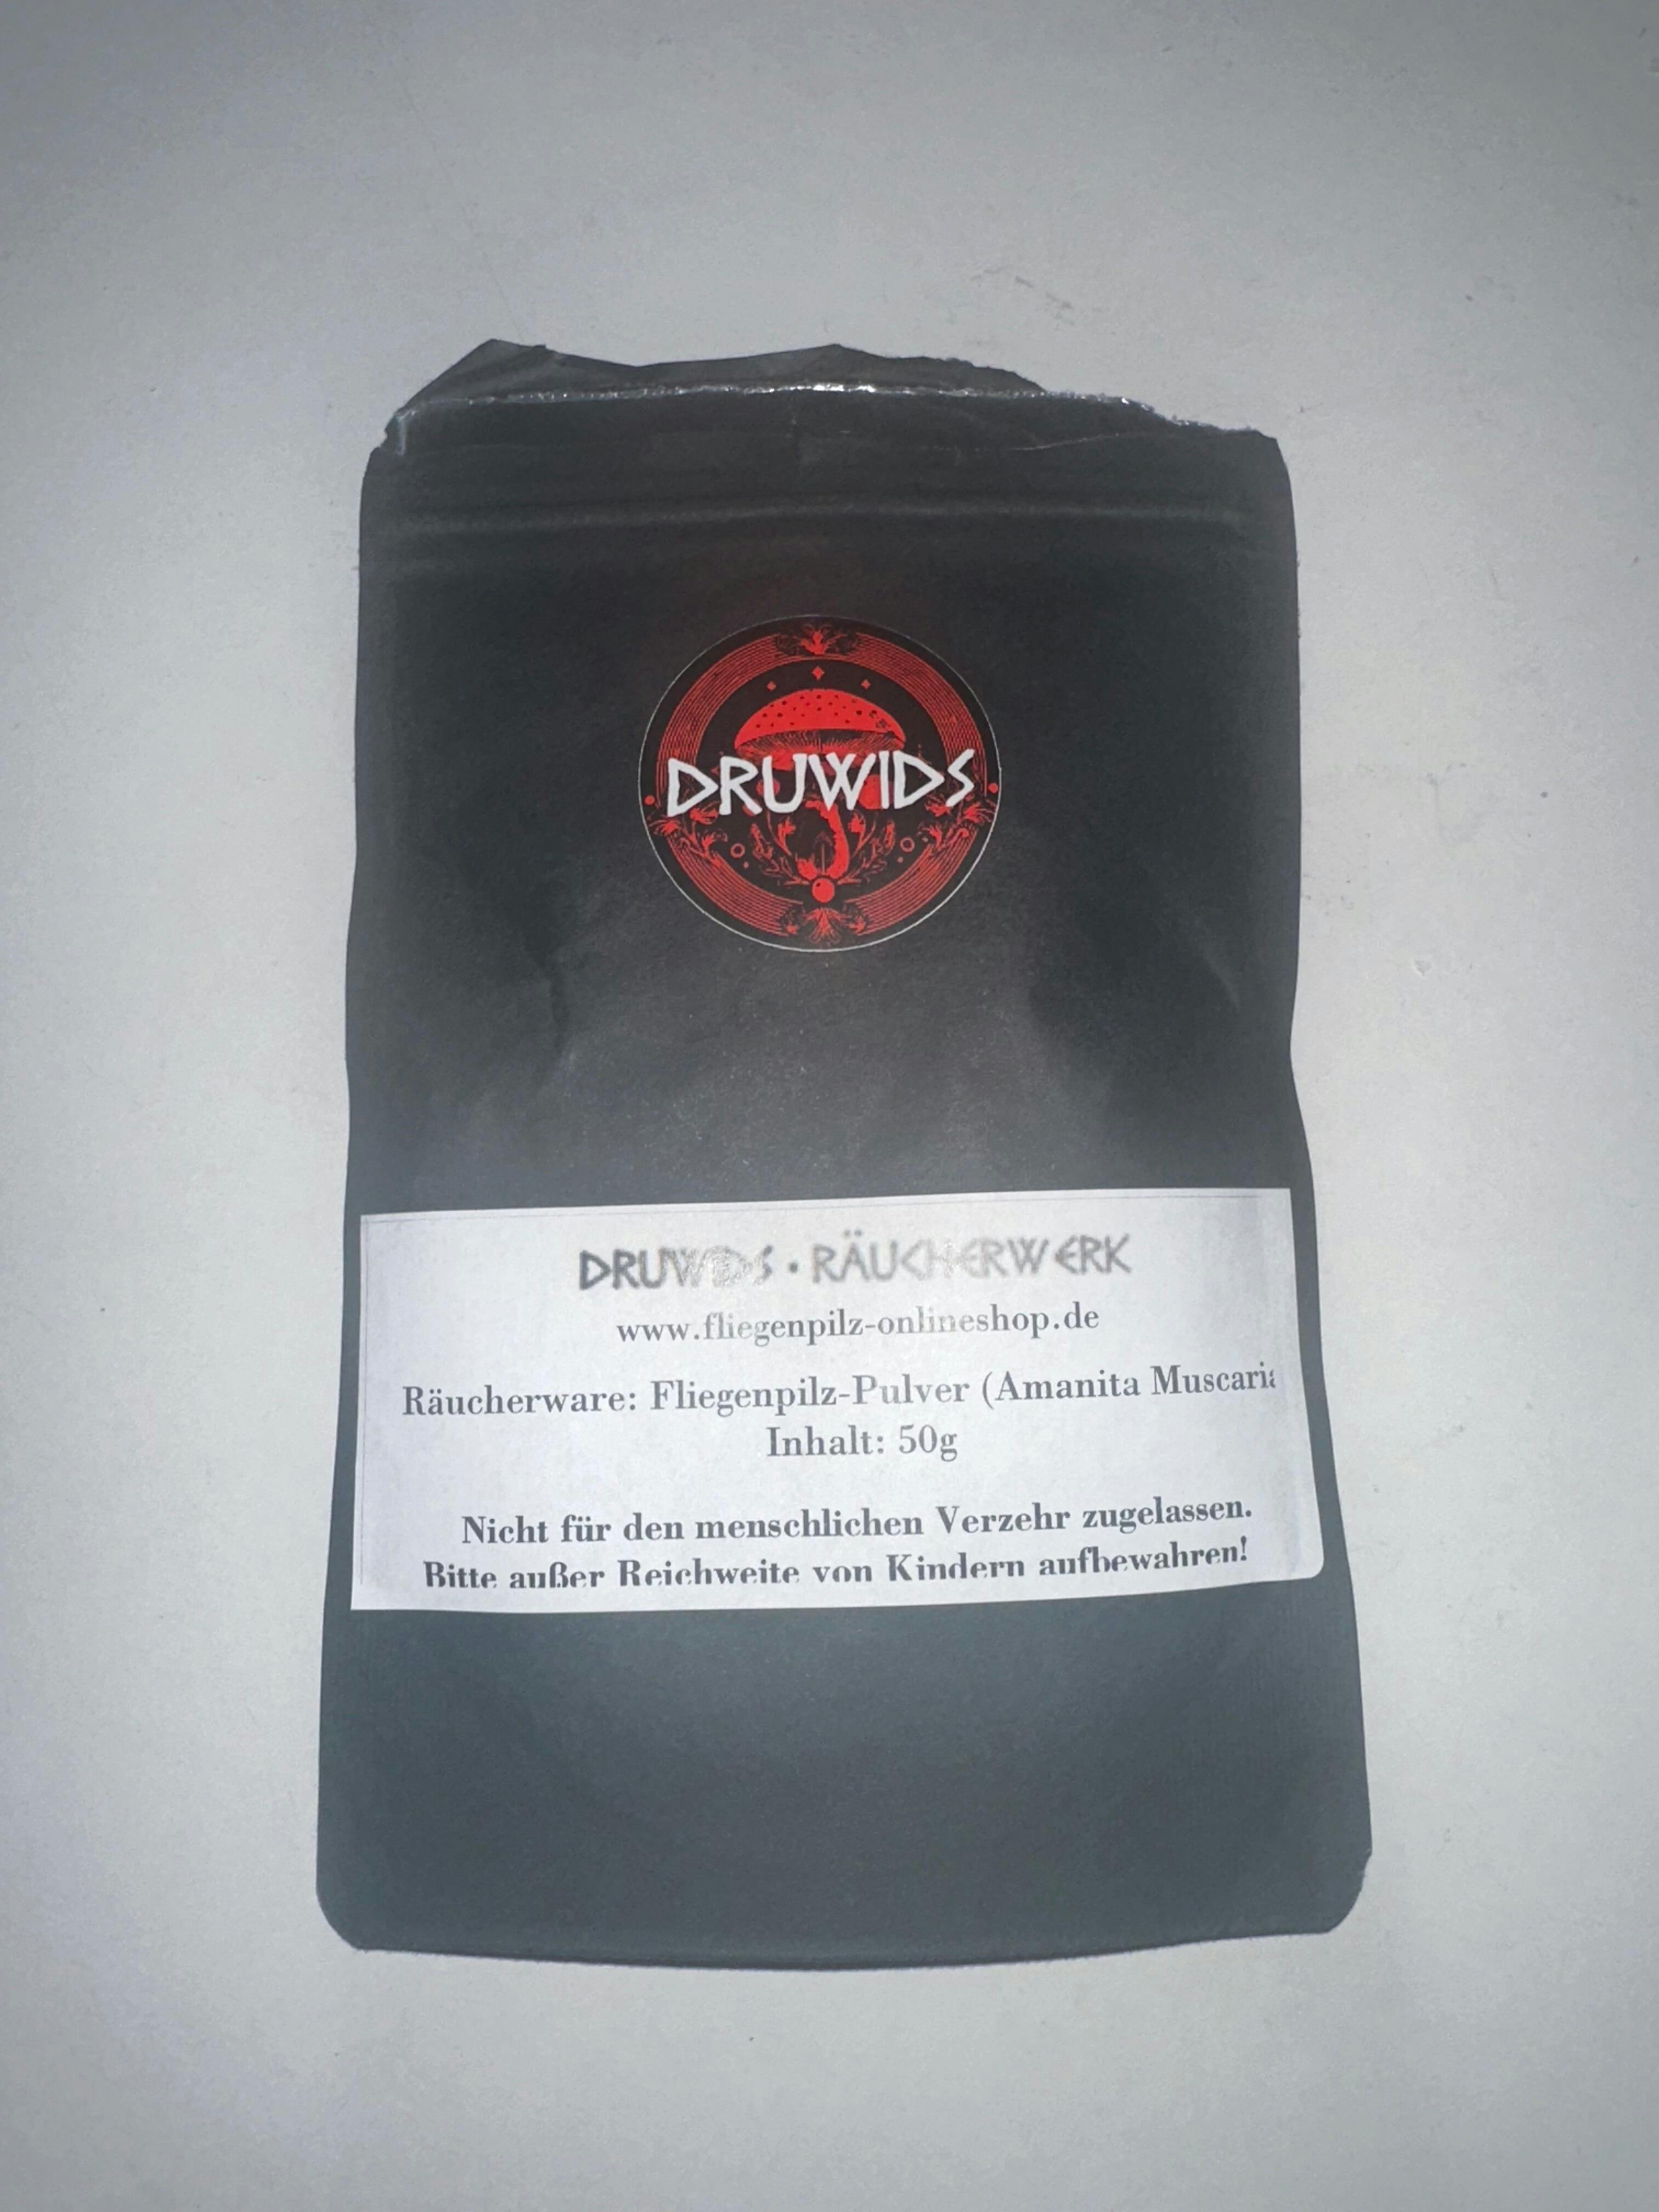 DRUWIDS
DRUWIDS · RÄUCHERWERK
www.fliegenpilz-onlineshop.de
Räucherware: Fliegenpilz-Pulver (Amanita Muscaria
Inhalt: 50g
Nicht für den menschlichen Verzehr zugelassen.
Bitte außer Reichweite von Kindern aufbewahren!